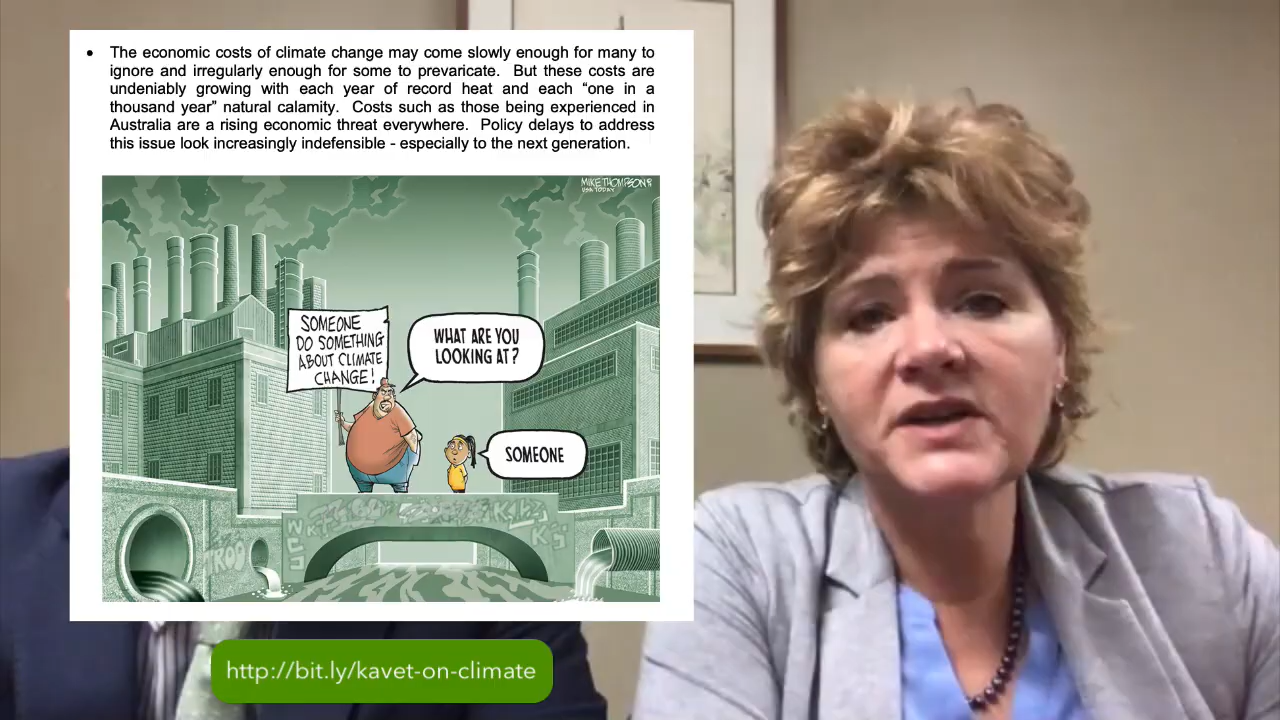 • The economic costs of climate change may come slowly enough for many to
ignore and irregularly enough for some to prevaricate. But these costs are
undeniably growing with each year of record heat and each “one in a
thousand year” natural calamity. Costs such as those being experienced in
Australia are a rising economic threat everywhere. Policy delays to address
this issue look increasingly indefensible - especially to the next generation.
MIKE THOMPSON
USA TODAY
SOMEONE
DO SOMETHING
ABOUT CLIMATE
CHANGE!
WHAT ARE YOU
LOOKING AT?
SOMEONE
TROG
http://bit.ly/kavet-on-climate